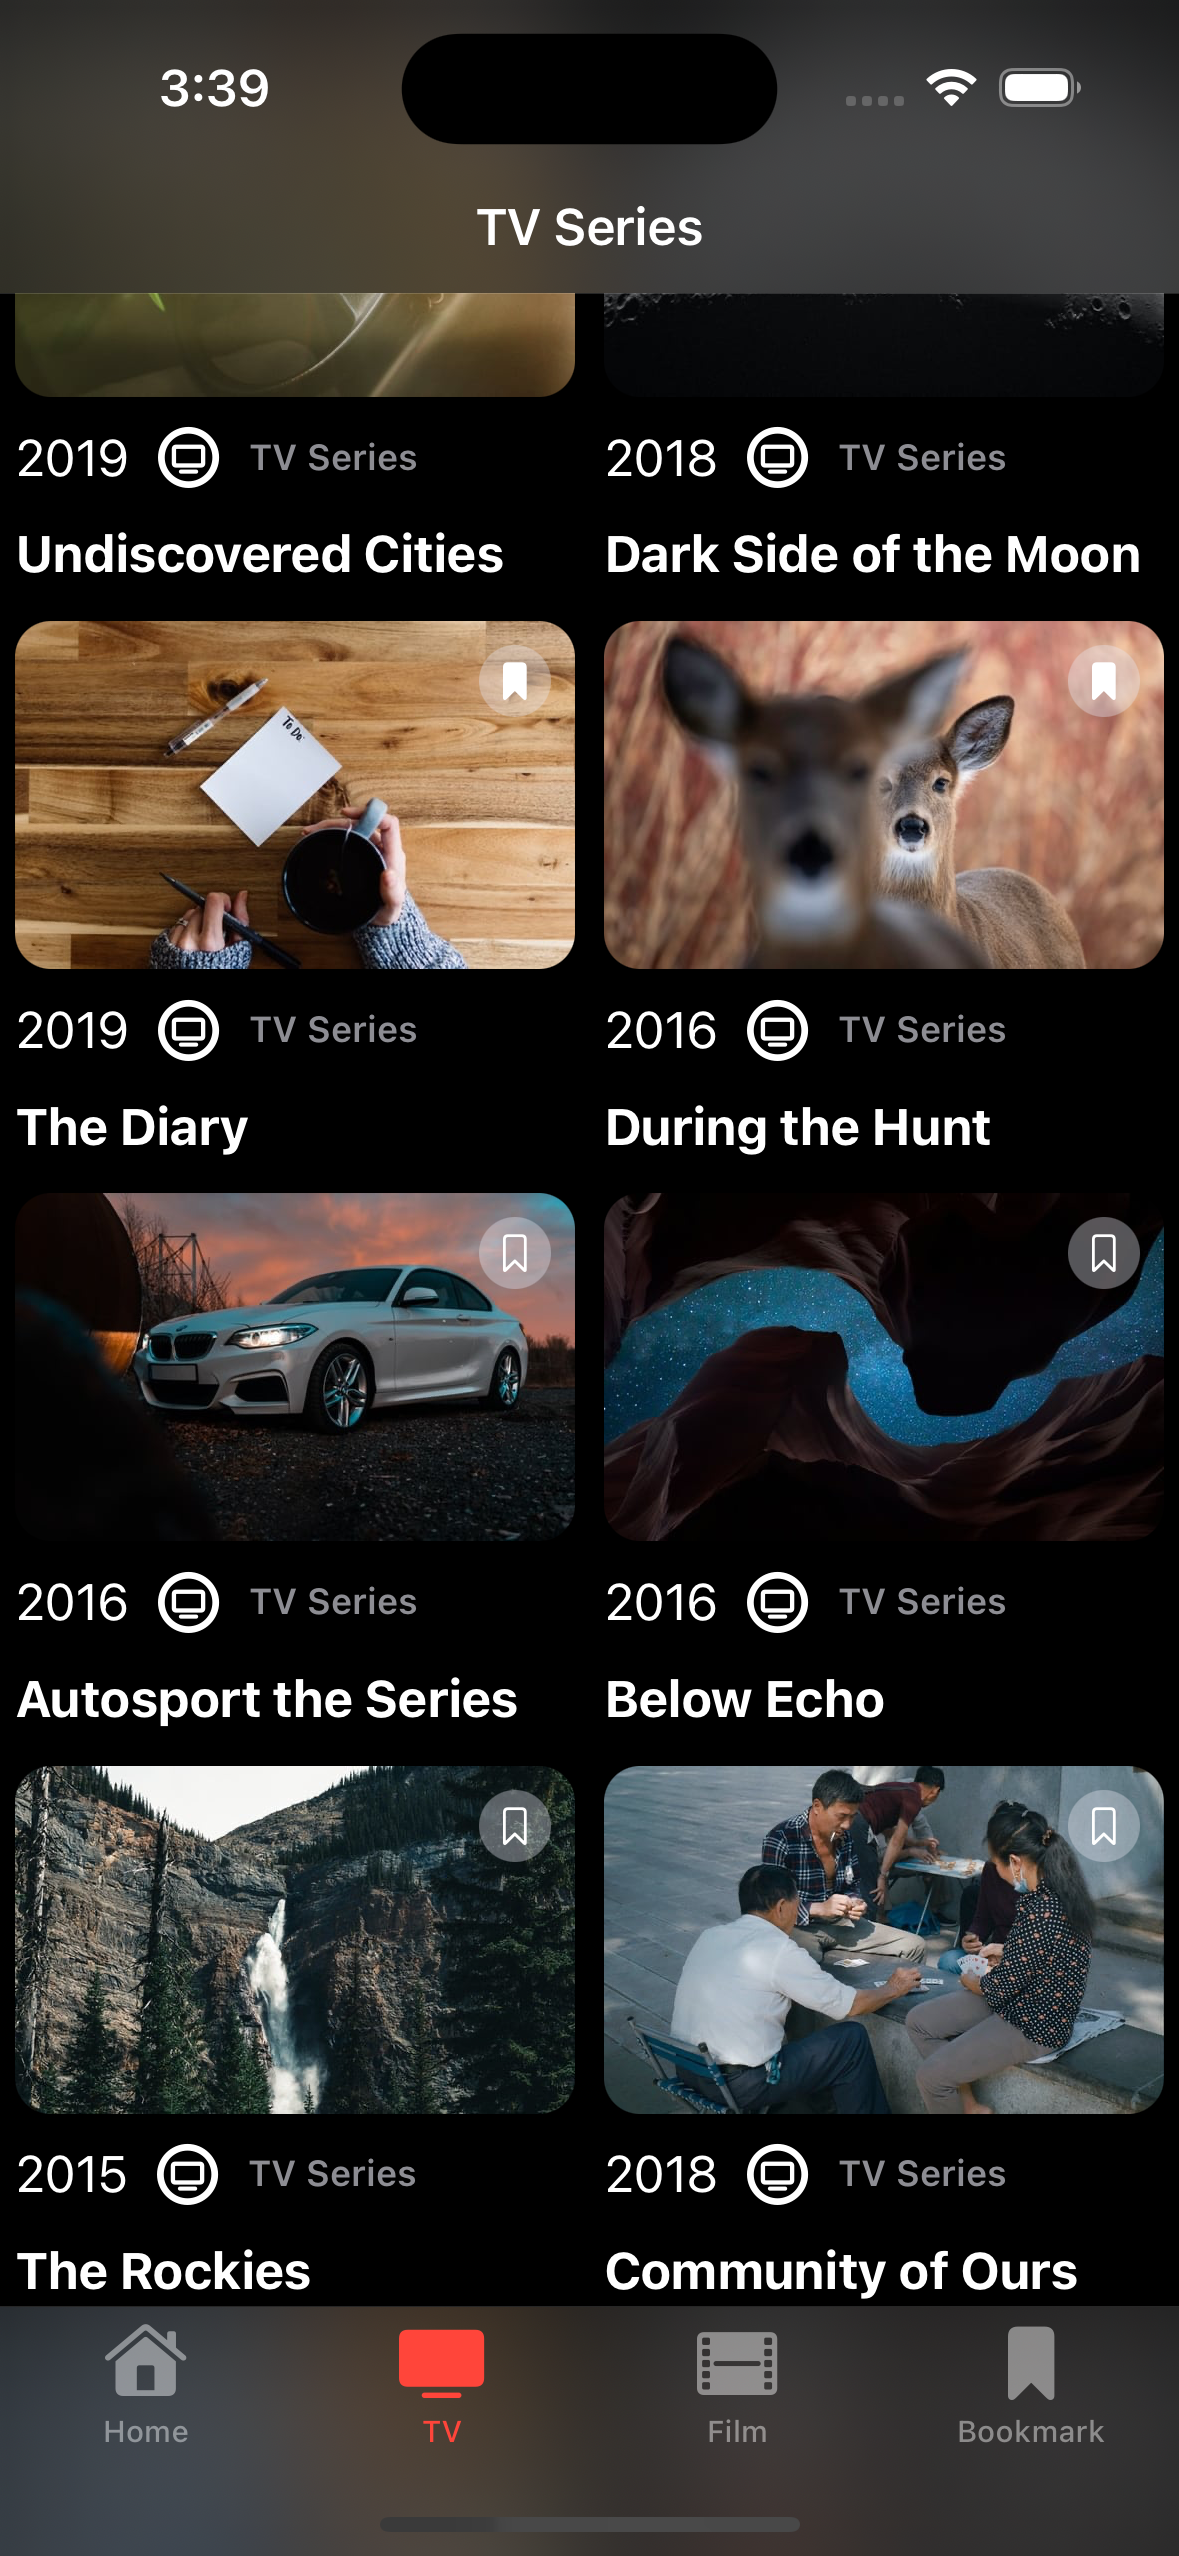 3:39
TV Series
2019 TV Series
2018 TV Series
Undiscovered Cities
Dark Side of the Moon
To Do:
2019 TV Series
2016 TV Series
The Diary
During the Hunt
2016 TV Series
2016 TV Series
Autosport the Series
Below Echo
2015 TV Series
2018 TV Series
The Rockies
Community of Ours
Home
TV
Film
Bookmark